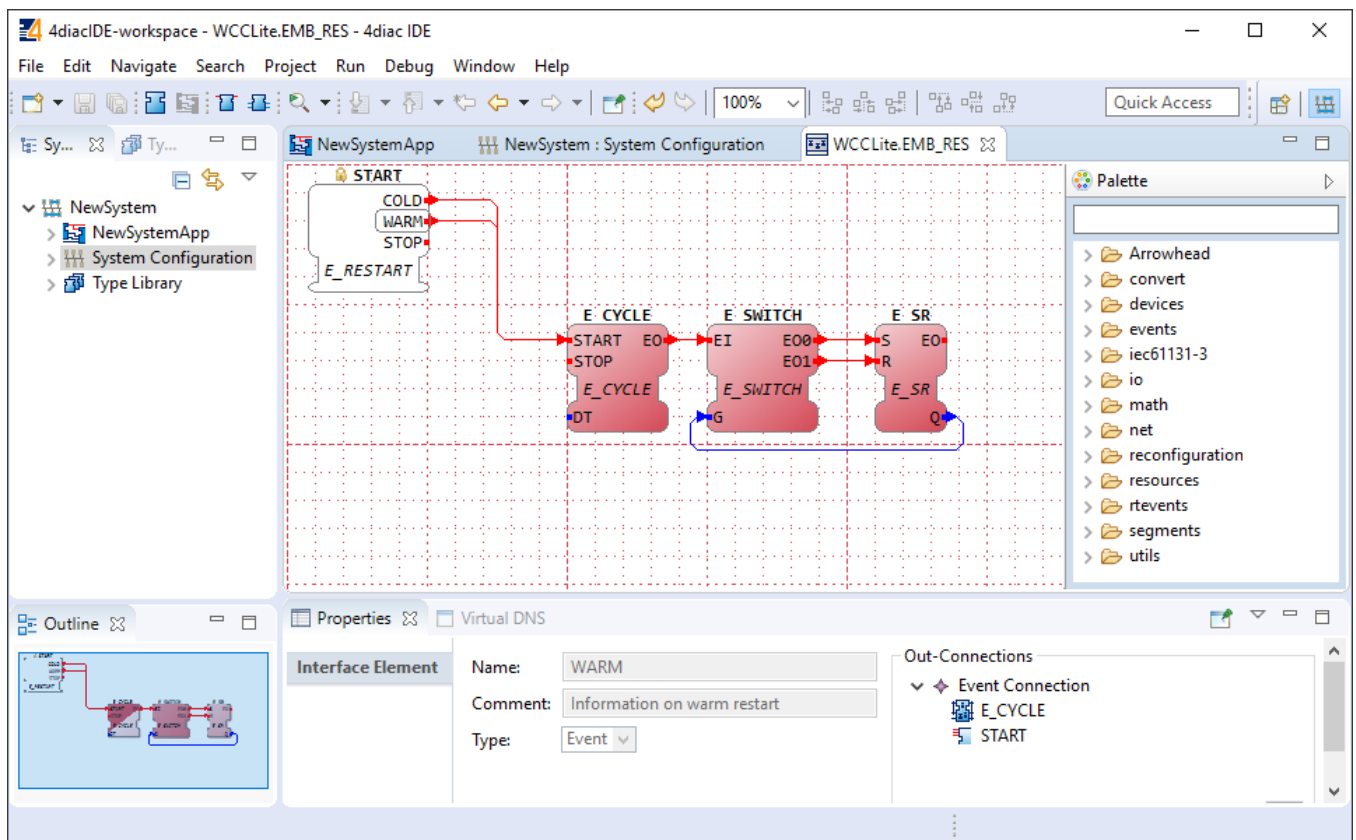 4diacIDE-workspace - WCCLite.EMB_RES - 4diac IDE
File Edit Navigate Search Project Run Debug Window Help
100%
Quick Access
Sy...
Ty...
NewSystem
NewSystemApp
System Configuration
Type Library
NewSystemApp
NewSystem : System Configuration
WCCLite.EMB_RES
START
COLD
WARM
STOP
E_RESTART
E_CYCLE
START EO
STOP
E_CYCLE
DT
E_SWITCH
EI EO0
EO1
E_SWITCH
G
E_SR
S EO
R
E_SR
Q
Palette
Arrowhead
convert
devices
events
iec61131-3
io
math
net
reconfiguration
resources
rtevents
segments
utils
Outline
Properties
Virtual DNS
Interface Element
Name: WARM
Comment: Information on warm restart
Type: Event
Out-Connections
Event Connection
E_CYCLE
START